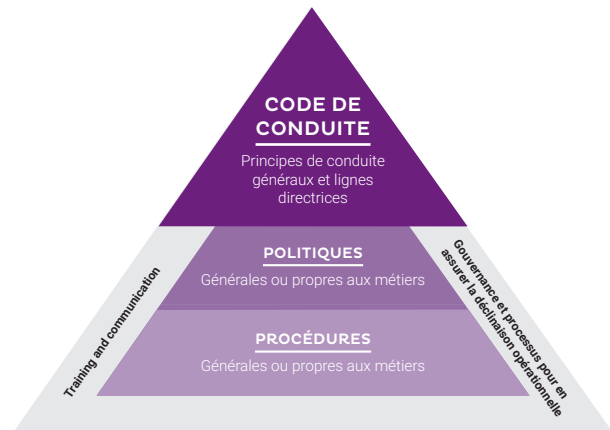 CODE DE
CONDUITE
Principes de conduite
généraux et lignes
directrices
POLITIQUES
Générales ou propres aux métiers
PROCÉDURES
Générales ou propres aux métiers
Training and communication
Gouvernance et processus pour en
assurer la déclinaison opérationnelle